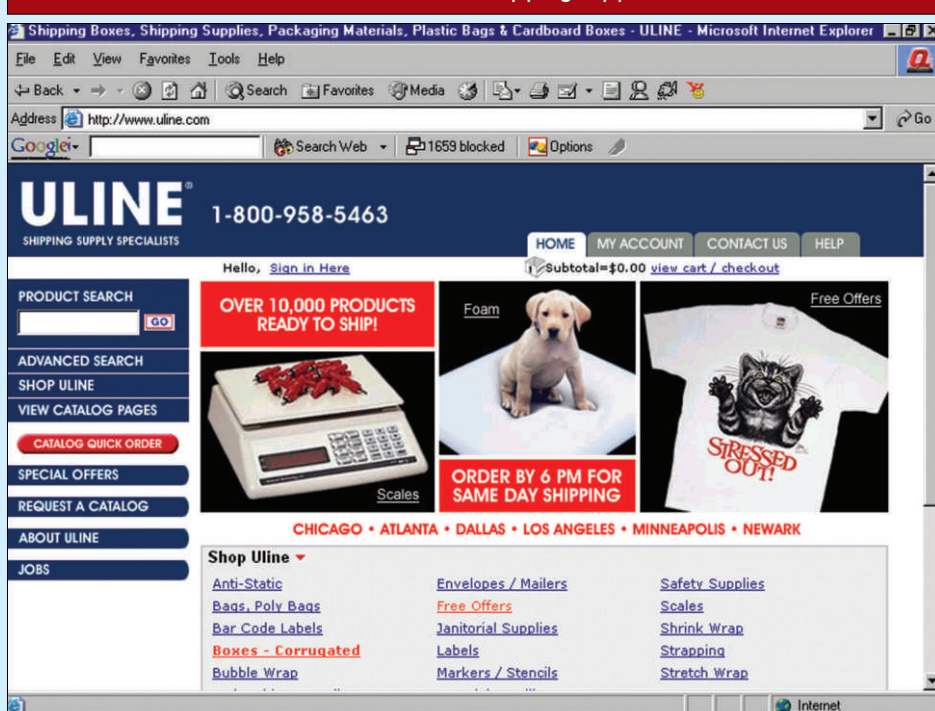 Shipping Boxes, Shipping Supplies, Packaging Materials, Plastic Bags & Cardboard Boxes - ULINE - Microsoft Internet Explorer
File Edit View Favorites Tools Help
Back Search Favorites Media
Address http://www.uline.com Go
Google Search Web 1659 blocked Options
ULINE®
SHIPPING SUPPLY SPECIALISTS
1-800-958-5463
HOME MY ACCOUNT CONTACT US HELP
Hello, Sign in Here Subtotal=$0.00 view cart / checkout
PRODUCT SEARCH
GO
ADVANCED SEARCH
SHOP ULINE
VIEW CATALOG PAGES
CATALOG QUICK ORDER
SPECIAL OFFERS
REQUEST A CATALOG
ABOUT ULINE
JOBS
OVER 10,000 PRODUCTS
READY TO SHIP!
Scales
Foam
ORDER BY 6 PM FOR
SAME DAY SHIPPING
Free Offers
STRESSED
OUT!
CHICAGO • ATLANTA • DALLAS • LOS ANGELES • MINNEAPOLIS • NEWARK
Shop Uline
Anti-Static Envelopes / Mailers Safety Supplies
Bags, Poly Bags Free Offers Scales
Bar Code Labels Janitorial Supplies Shrink Wrap
Boxes - Corrugated Labels Strapping
Bubble Wrap Markers / Stencils Stretch Wrap
Internet